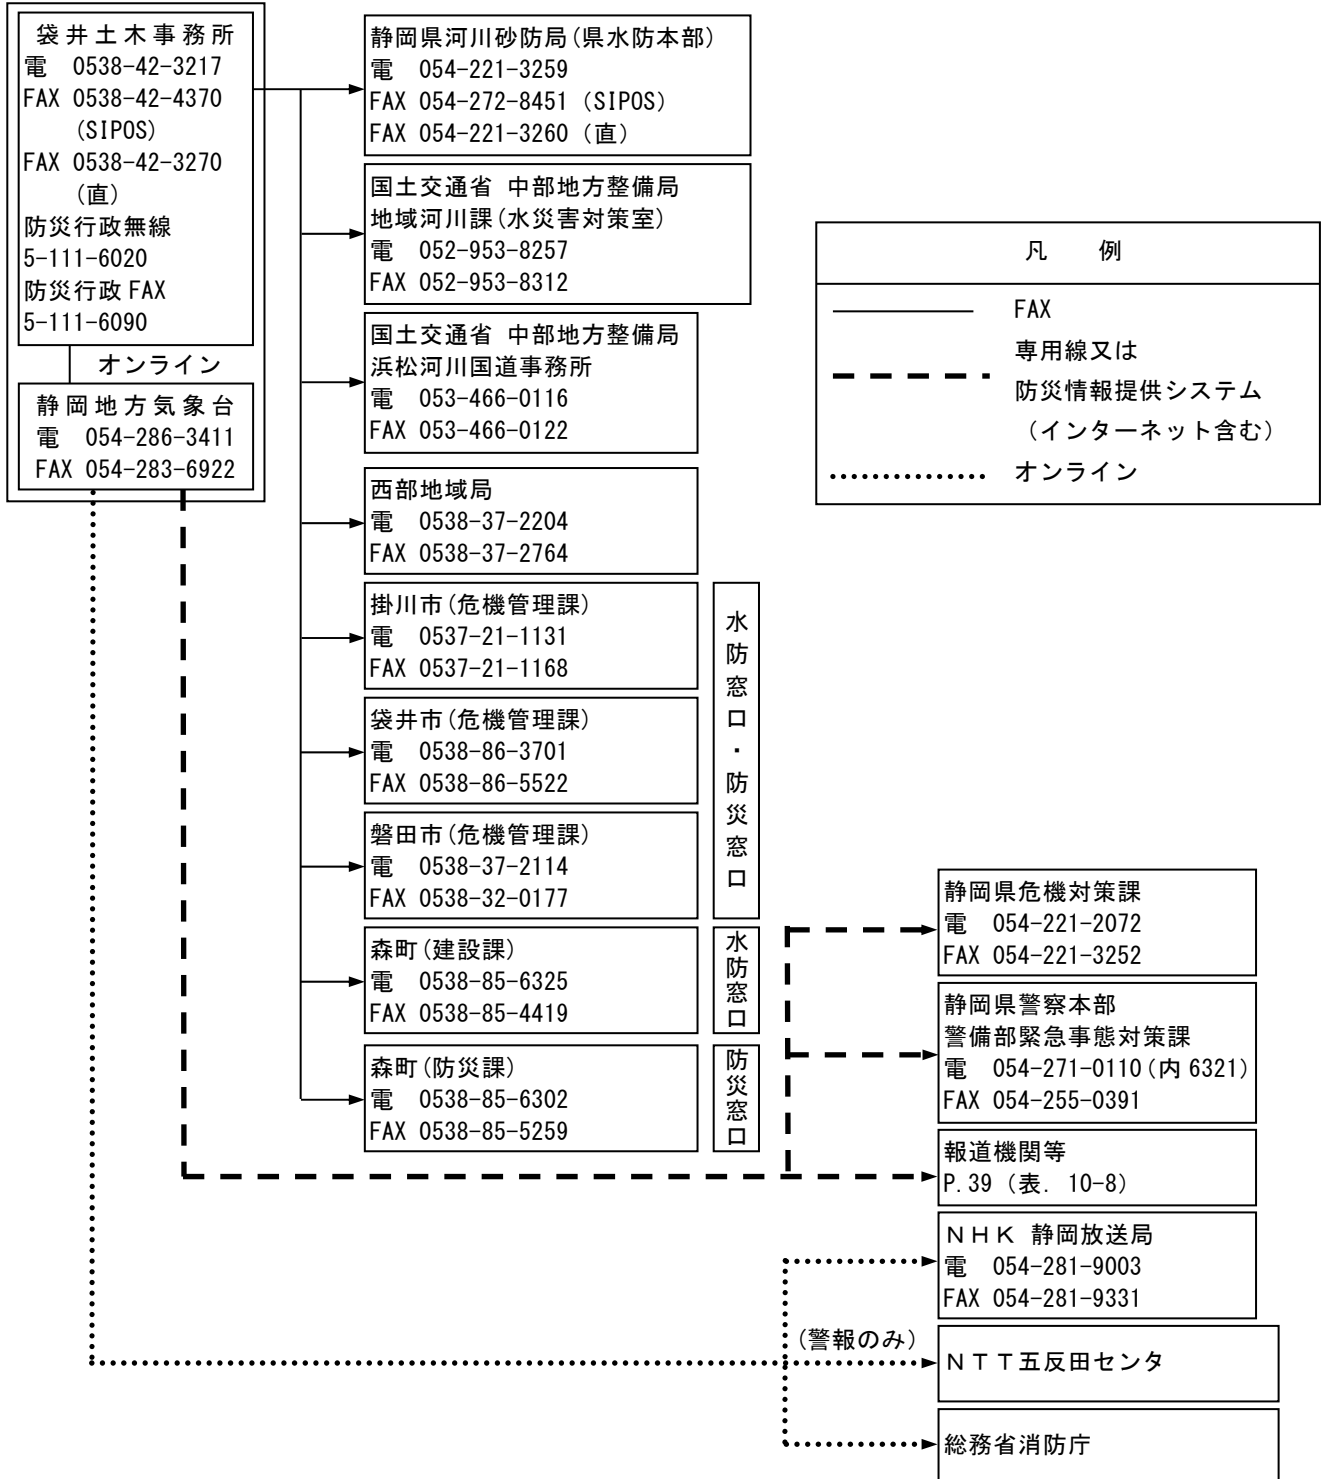 袋井土木事務所
電 0538-42-3217
FAX 0538-42-4370
(SIPOS)
FAX 0538-42-3270
(直)
防災行政無線
5-111-6020
防災行政 FAX
5-111-6090
オンライン
静岡地方気象台
電 054-286-3411
FAX 054-283-6922
静岡県河川砂防局(県水防本部)
電 054-221-3259
FAX 054-272-8451 (SIPOS)
FAX 054-221-3260 (直)
国土交通省 中部地方整備局
地域河川課(水災害対策室)
電 052-953-8257
FAX 052-953-8312
国土交通省 中部地方整備局
浜松河川国道事務所
電 053-466-0116
FAX 053-466-0122
西部地域局
電 0538-37-2204
FAX 0538-37-2764
掛川市(危機管理課)
電 0537-21-1131
FAX 0537-21-1168
袋井市(危機管理課)
電 0538-86-3701
FAX 0538-86-5522
磐田市(危機管理課)
電 0538-37-2114
FAX 0538-32-0177
水防窓口・防災窓口
森町(建設課)
電 0538-85-6325
FAX 0538-85-4419
水防窓口
森町(防災課)
電 0538-85-6302
FAX 0538-85-5259
防災窓口
凡 例
FAX
専用線又は
防災情報提供システム
(インターネット含む)
オンライン
静岡県危機対策課
電 054-221-2072
FAX 054-221-3252
静岡県警察本部
警備部緊急事態対策課
電 054-271-0110(内 6321)
FAX 054-255-0391
報道機関等
P.39 (表. 10-8)
NHK 静岡放送局
電 054-281-9003
FAX 054-281-9331
(警報のみ)
NTT五反田センタ
総務省消防庁